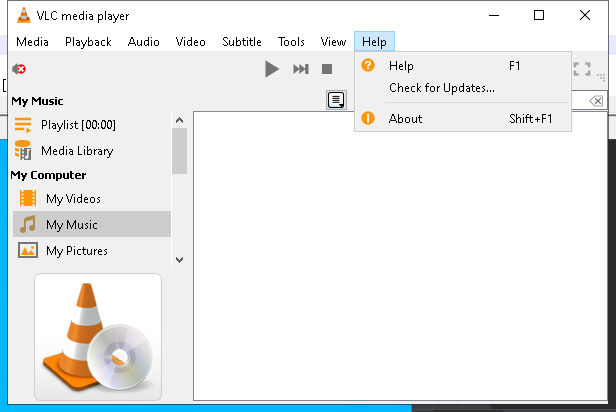 VLC media player
Media Playback Audio Video Subtitle Tools View Help
Help F1
Check for Updates...
About Shift+F1
My Music
Playlist [00:00]
Media Library
My Computer
My Videos
My Music
My Pictures